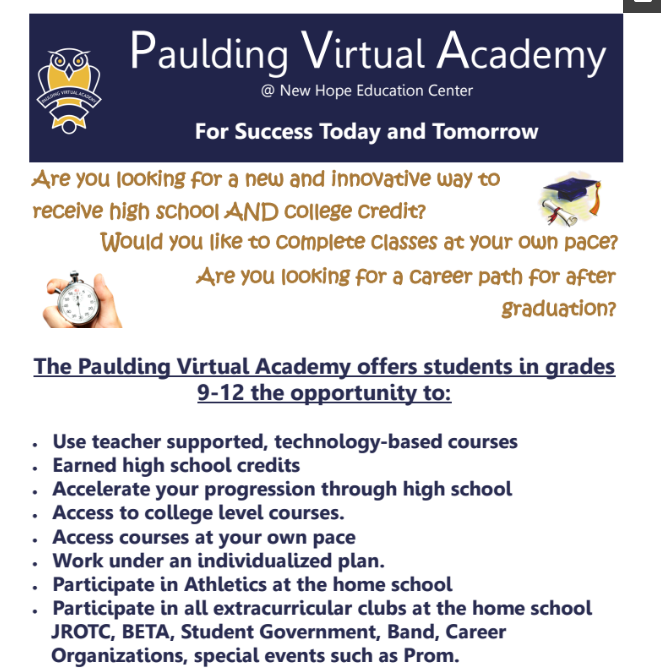 Paulding Virtual Academy
@ New Hope Education Center
PAULDING VIRTUAL ACADEMY
For Success Today and Tomorrow
Are you looking for a new and innovative way to
receive high school AND college credit?
Would you like to complete classes at your own pace?
Are you looking for a career path for after
graduation?
The Paulding Virtual Academy offers students in grades
9-12 the opportunity to:
• Use teacher supported, technology-based courses
• Earned high school credits
• Accelerate your progression through high school
• Access to college level courses.
• Access courses at your own pace
• Work under an individualized plan.
• Participate in Athletics at the home school
• Participate in all extracurricular clubs at the home school
JROTC, BETA, Student Government, Band, Career
Organizations, special events such as Prom.